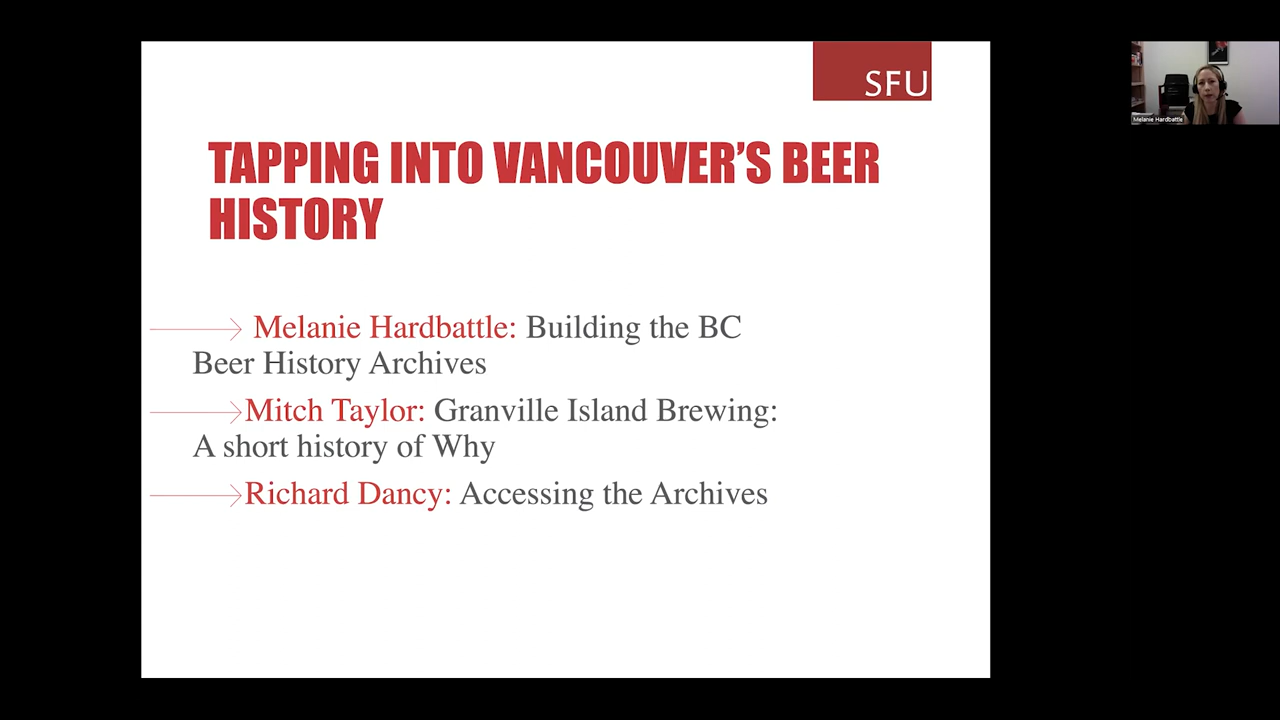 SFU
Melanie Hardbattle
TAPPING INTO VANCOUVER’S BEER
HISTORY
Melanie Hardbattle: Building the BC
Beer History Archives
Mitch Taylor: Granville Island Brewing:
A short history of Why
Richard Dancy: Accessing the Archives